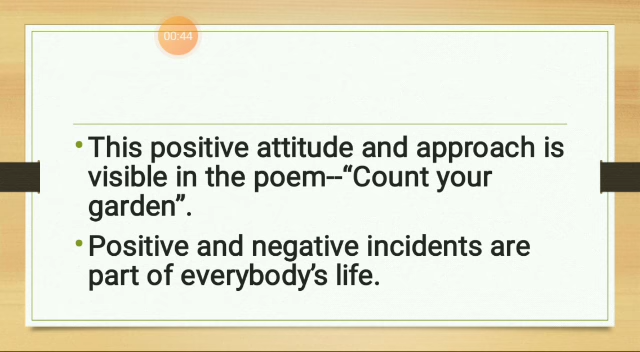 00:44
•This positive attitude and approach is
visible in the poem--“Count your
garden”.
•Positive and negative incidents are
part of everybody’s life.